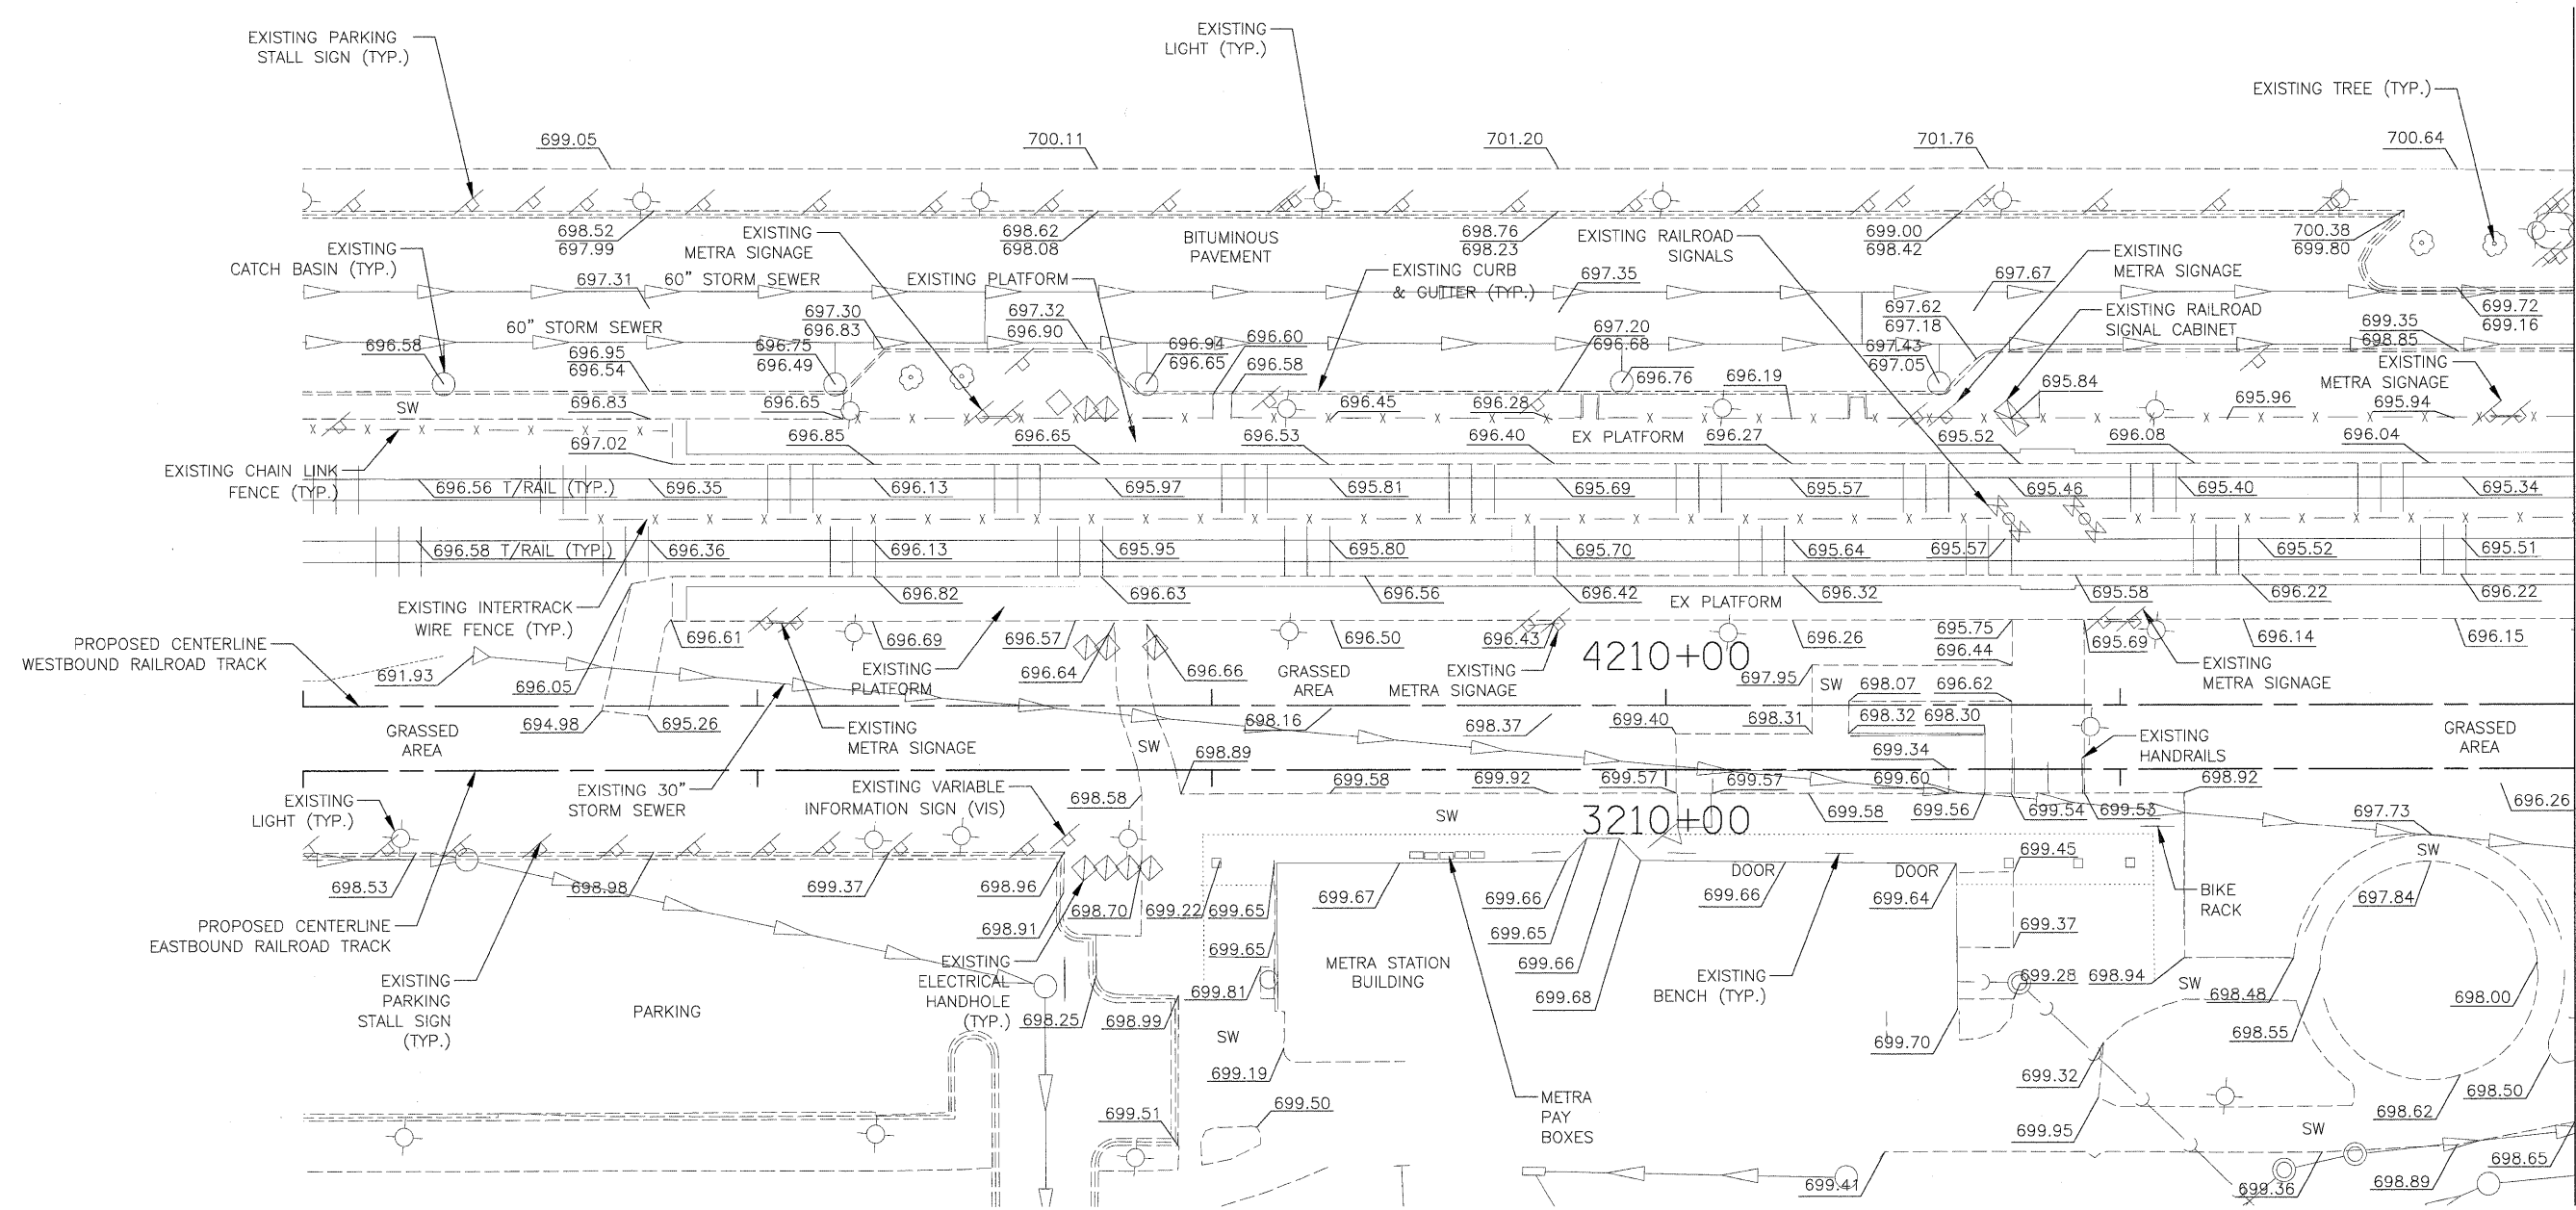 EXISTING PARKING
STALL SIGN (TYP.)
EXISTING
LIGHT (TYP.)
EXISTING TREE (TYP.)
699.05
700.11
701.20
701.76
700.64
698.52
697.99
EXISTING
METRA SIGNAGE
698.62
698.08
BITUMINOUS
PAVEMENT
698.76
698.23
EXISTING RAILROAD
SIGNALS
699.00
698.42
700.38
699.80
EXISTING
CATCH BASIN (TYP.)
697.31
60" STORM SEWER
EXISTING PLATFORM
EXISTING CURB
& GUTTER (TYP.)
697.35
697.67
EXISTING
METRA SIGNAGE
60" STORM SEWER
697.30
696.83
697.32
696.90
696.60
697.20
696.68
697.62
697.18
EXISTING RAILROAD
SIGNAL CABINET
699.72
699.16
699.35
698.85
696.58
696.95
696.54
696.75
696.49
696.94
696.65
696.58
696.76
696.19
697.43
697.05
695.84
EXISTING
METRA SIGNAGE
SW
696.83
696.65
696.45
696.28
695.96
695.94
697.02
696.85
696.65
696.53
696.40
EX PLATFORM
696.27
695.52
696.08
696.04
EXISTING CHAIN LINK
FENCE (TYP.)
696.56 T/RAIL (TYP.)
696.35
696.13
695.97
695.81
695.69
695.57
695.46
695.40
695.34
696.58 T/RAIL (TYP.)
696.36
696.13
695.95
695.80
695.70
695.64
695.57
695.52
695.51
EXISTING INTERTRACK
WIRE FENCE (TYP.)
696.82
696.63
696.56
696.42
EX PLATFORM
696.32
695.58
696.22
696.22
PROPOSED CENTERLINE
WESTBOUND RAILROAD TRACK
696.61
696.69
696.57
696.50
696.43
4210+00
696.26
695.75
696.44
695.69
696.14
696.15
691.93
696.05
EXISTING
PLATFORM
696.64
696.66
GRASSED
AREA
EXISTING
METRA SIGNAGE
697.95
SW
698.07
696.62
EXISTING
METRA SIGNAGE
GRASSED
AREA
694.98
695.26
EXISTING
METRA SIGNAGE
SW
698.16
698.37
699.40
698.31
698.32
698.30
EXISTING
HANDRAILS
GRASSED
AREA
698.89
699.34
EXISTING
LIGHT (TYP.)
EXISTING 30"
STORM SEWER
EXISTING VARIABLE
INFORMATION SIGN (VIS)
698.58
699.58
699.92
699.57
699.57
699.60
698.92
SW
3210+00
699.58
699.56
699.54
699.53
697.73
696.26
698.53
698.98
699.37
698.96
699.67
699.66
DOOR
699.66
DOOR
699.64
699.45
SW
697.84
PROPOSED CENTERLINE
EASTBOUND RAILROAD TRACK
698.91
698.70
699.22
699.65
699.65
699.65
699.37
BIKE
RACK
EXISTING
PARKING
STALL SIGN
(TYP.)
PARKING
EXISTING
ELECTRICAL
HANDHOLE
(TYP.)
698.25
698.99
699.81
METRA STATION
BUILDING
699.66
699.68
EXISTING
BENCH (TYP.)
699.28
698.94
SW
698.48
698.00
SW
699.19
699.70
698.55
699.32
698.50
699.51
699.50
METRA
PAY
BOXES
698.62
699.95
SW
699.41
699.36
698.89
698.65